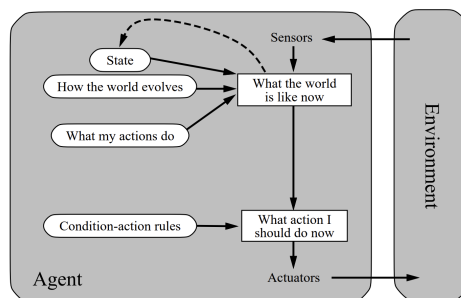 Sensors
State
How the world evolves
What the world
is like now
What my actions do
Condition-action rules
What action I
should do now
Agent
Actuators
Environment